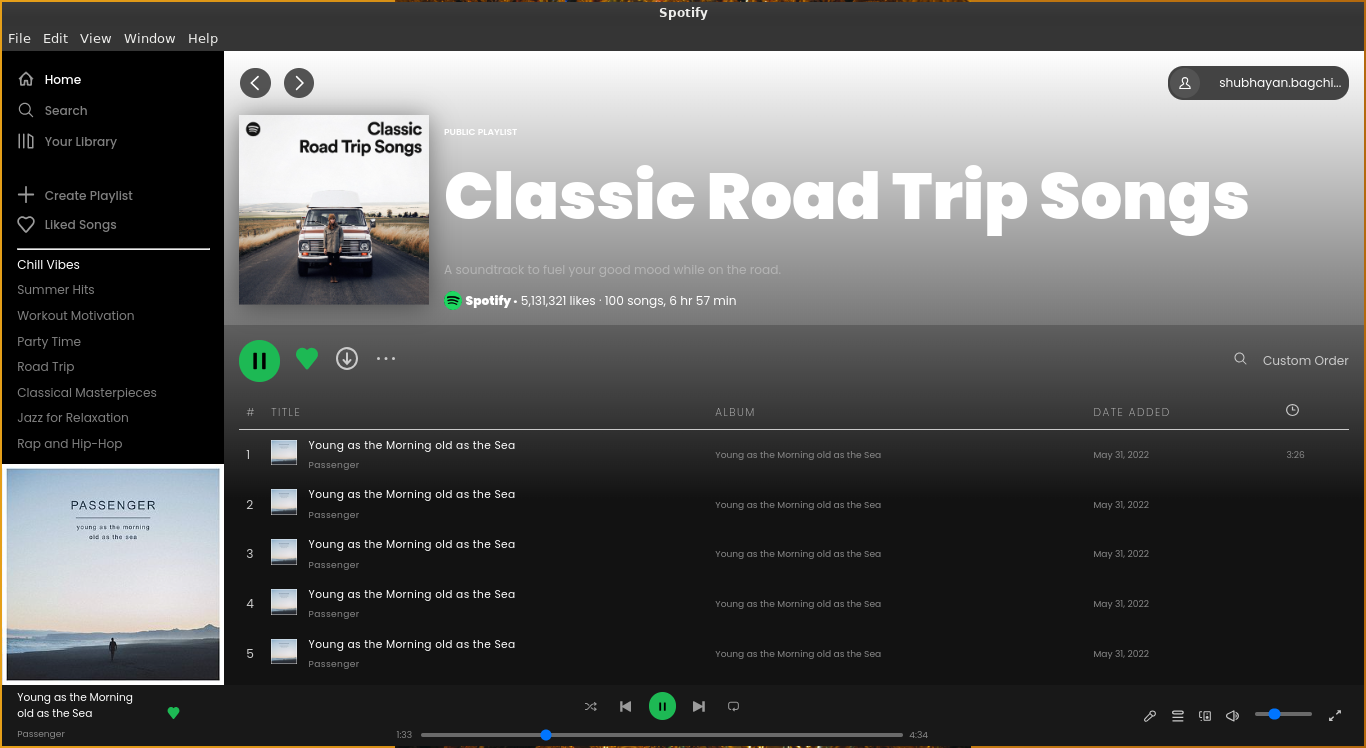 Spotify
File Edit View Window Help
Home
Search
Your Library
Create Playlist
Liked Songs
Chill Vibes
Summer Hits
Workout Motivation
Party Time
Road Trip
Classical Masterpieces
Jazz for Relaxation
Rap and Hip-Hop
PASSENGER
young as the morning
old as the sea
shubhayan.bagchi...
Classic
Road Trip Songs
PUBLIC PLAYLIST
Classic Road Trip Songs
A soundtrack to fuel your good mood while on the road.
Spotify • 5,131,321 likes · 100 songs, 6 hr 57 min
Custom Order
# TITLE ALBUM DATE ADDED
1 Young as the Morning old as the Sea Young as the Morning old as the Sea May 31, 2022 3:26
Passenger
2 Young as the Morning old as the Sea Young as the Morning old as the Sea May 31, 2022
Passenger
3 Young as the Morning old as the Sea Young as the Morning old as the Sea May 31, 2022
Passenger
4 Young as the Morning old as the Sea Young as the Morning old as the Sea May 31, 2022
Passenger
5 Young as the Morning old as the Sea Young as the Morning old as the Sea May 31, 2022
Passenger
Young as the Morning
old as the Sea
Passenger
1:33 4:34